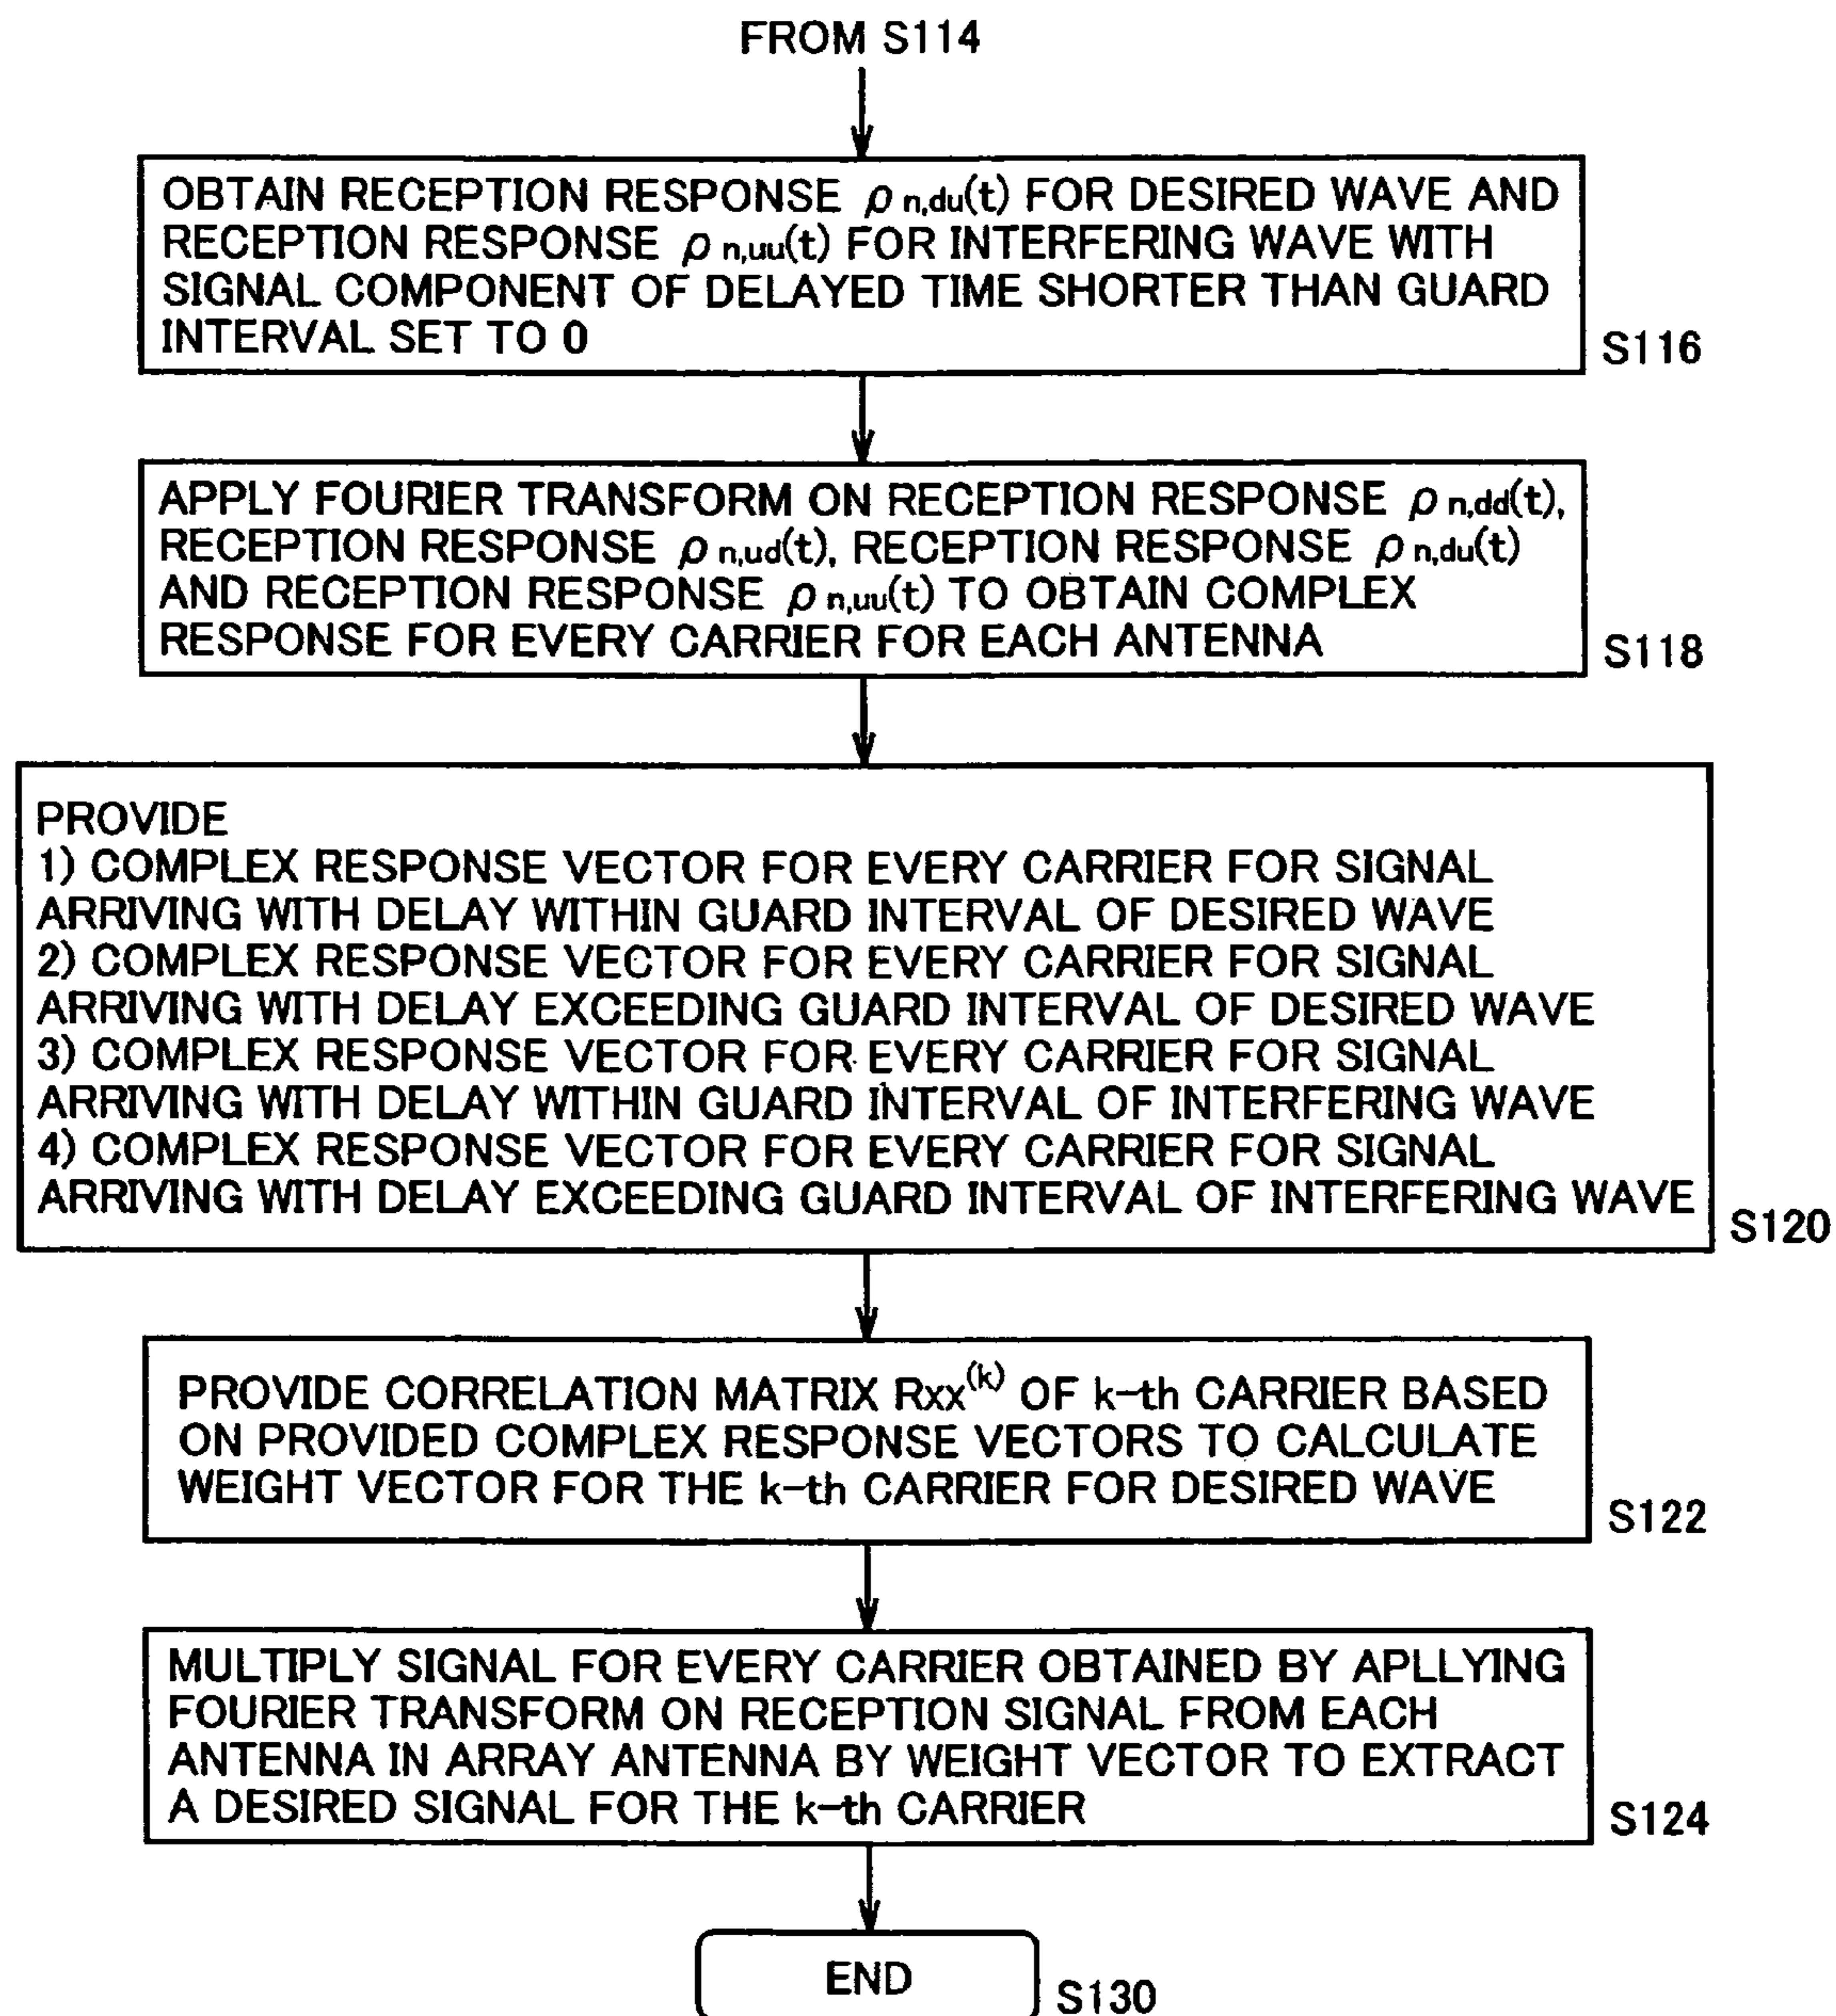 FROM S114
OBTAIN RECEPTION RESPONSE ρ n,du(t) FOR DESIRED WAVE AND
RECEPTION RESPONSE ρ n,uu(t) FOR INTERFERING WAVE WITH
SIGNAL COMPONENT OF DELAYED TIME SHORTER THAN GUARD
INTERVAL SET TO 0
S116
APPLY FOURIER TRANSFORM ON RECEPTION RESPONSE ρ n,dd(t),
RECEPTION RESPONSE ρ n,ud(t), RECEPTION RESPONSE ρ n,du(t)
AND RECEPTION RESPONSE ρ n,uu(t) TO OBTAIN COMPLEX
RESPONSE FOR EVERY CARRIER FOR EACH ANTENNA
S118
PROVIDE
1) COMPLEX RESPONSE VECTOR FOR EVERY CARRIER FOR SIGNAL
ARRIVING WITH DELAY WITHIN GUARD INTERVAL OF DESIRED WAVE
2) COMPLEX RESPONSE VECTOR FOR EVERY CARRIER FOR SIGNAL
ARRIVING WITH DELAY EXCEEDING GUARD INTERVAL OF DESIRED WAVE
3) COMPLEX RESPONSE VECTOR FOR EVERY CARRIER FOR SIGNAL
ARRIVING WITH DELAY WITHIN GUARD INTERVAL OF INTERFERING WAVE
4) COMPLEX RESPONSE VECTOR FOR EVERY CARRIER FOR SIGNAL
ARRIVING WITH DELAY EXCEEDING GUARD INTERVAL OF INTERFERING WAVE
S120
PROVIDE CORRELATION MATRIX Rxx(k) OF k-th CARRIER BASED
ON PROVIDED COMPLEX RESPONSE VECTORS TO CALCULATE
WEIGHT VECTOR FOR THE k-th CARRIER FOR DESIRED WAVE
S122
MULTIPLY SIGNAL FOR EVERY CARRIER OBTAINED BY APLLYING
FOURIER TRANSFORM ON RECEPTION SIGNAL FROM EACH
ANTENNA IN ARRAY ANTENNA BY WEIGHT VECTOR TO EXTRACT
A DESIRED SIGNAL FOR THE k-th CARRIER
S124
END
S130